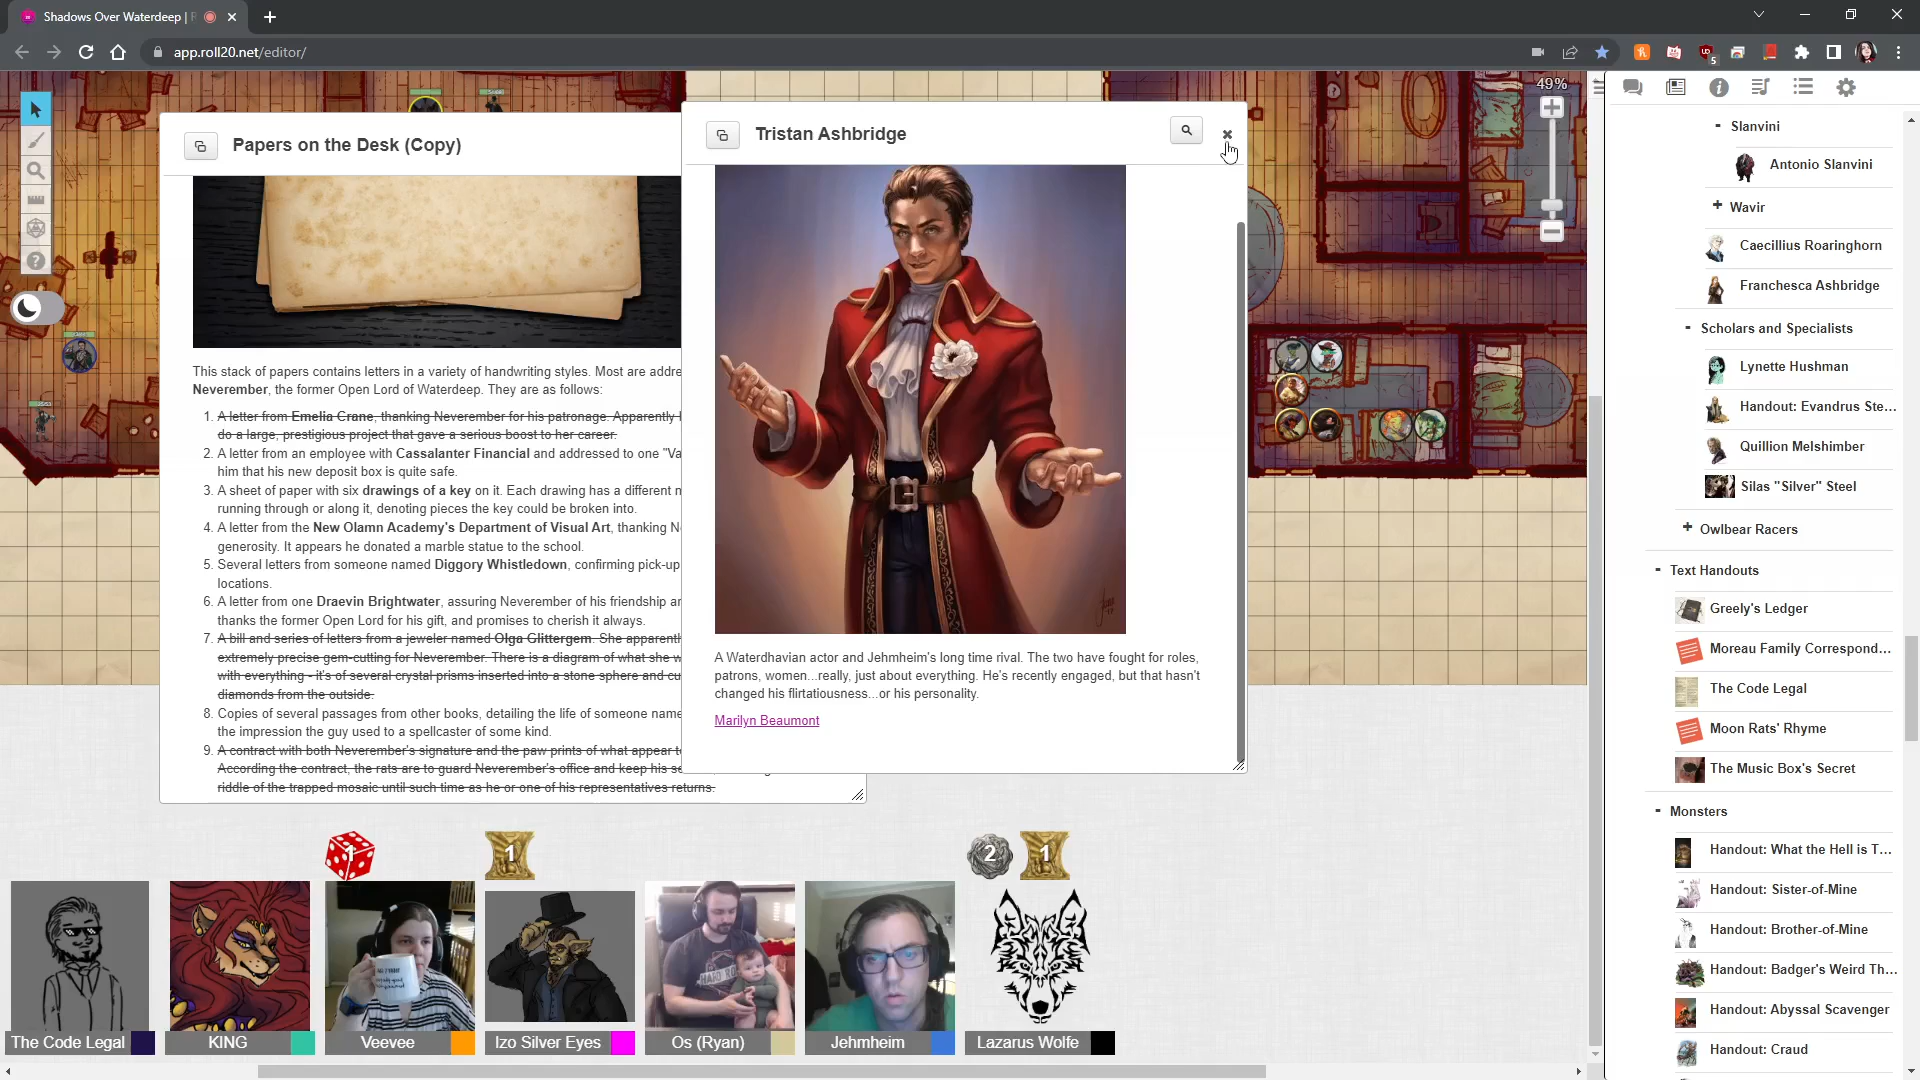 Shadows Over Waterdeep |
app.roll20.net/editor/
5
49%
Papers on the Desk (Copy)
This stack of papers contains letters in a variety of handwriting styles. Most are addre
Neverember, the former Open Lord of Waterdeep. They are as follows:
1. A letter from Emelia Crane, thanking Neverember for his patronage. Apparently
do a large, prestigious project that gave a serious boost to her career.
2. A letter from an employee with Cassalanter Financial and addressed to one "Va
him that his new deposit box is quite safe.
3. A sheet of paper with six drawings of a key on it. Each drawing has a different
running through or along it, denoting pieces the key could be broken into.
4. A letter from the New Olamn Academy's Department of Visual Art, thanking N
generosity. It appears he donated a marble statue to the school.
5. Several letters from someone named Diggory Whistledown, confirming pick-up
locations.
6. A letter from one Draevin Brightwater, assuring Neverember of his friendship
thanks the former Open Lord for his gift, and promises to cherish it always.
7. A bill and series of letters from a jeweler named Olga Glittergem. She apparent
extremely precise gem-cutting for Neverember. There is a diagram of what she
with everything - it's of several crystal prisms inserted into a stone sphere and
diamonds from the outside.
8. Copies of several passages from other books, detailing the life of someone name
the impression the guy used to a spellcaster of some kind.
9. A contract with both Neverember's signature and the paw prints of what appear
According the contract, the rats are to guard Neverember's office and keep his
riddle of the trapped mosaic until such time as he or one of his representatives returns.
Tristan Ashbridge
A Waterdhavian actor and Jehmheim's long time rival. The two have fought for roles,
patrons, women...really, just about everything. He's recently engaged, but that hasn't
changed his flirtatiousness...or his personality.
Marilyn Beaumont
- Slanvini
Antonio Slanvini
+ Wavir
Caecillius Roaringhorn
Franchesca Ashbridge
- Scholars and Specialists
Lynette Hushman
Handout: Evandrus Ste...
Quillion Melshimber
Silas "Silver" Steel
+ Owlbear Racers
- Text Handouts
Greely's Ledger
Moreau Family Correspond...
The Code Legal
Moon Rats' Rhyme
The Music Box's Secret
- Monsters
Handout: What the Hell is T...
Handout: Sister-of-Mine
Handout: Brother-of-Mine
Handout: Badger's Weird Th...
Handout: Abyssal Scavenger
Handout: Craud
1
1
2
1
The Code Legal
KING
Veevee
Izo Silver Eyes
Os (Ryan)
Jehmheim
Lazarus Wolfe